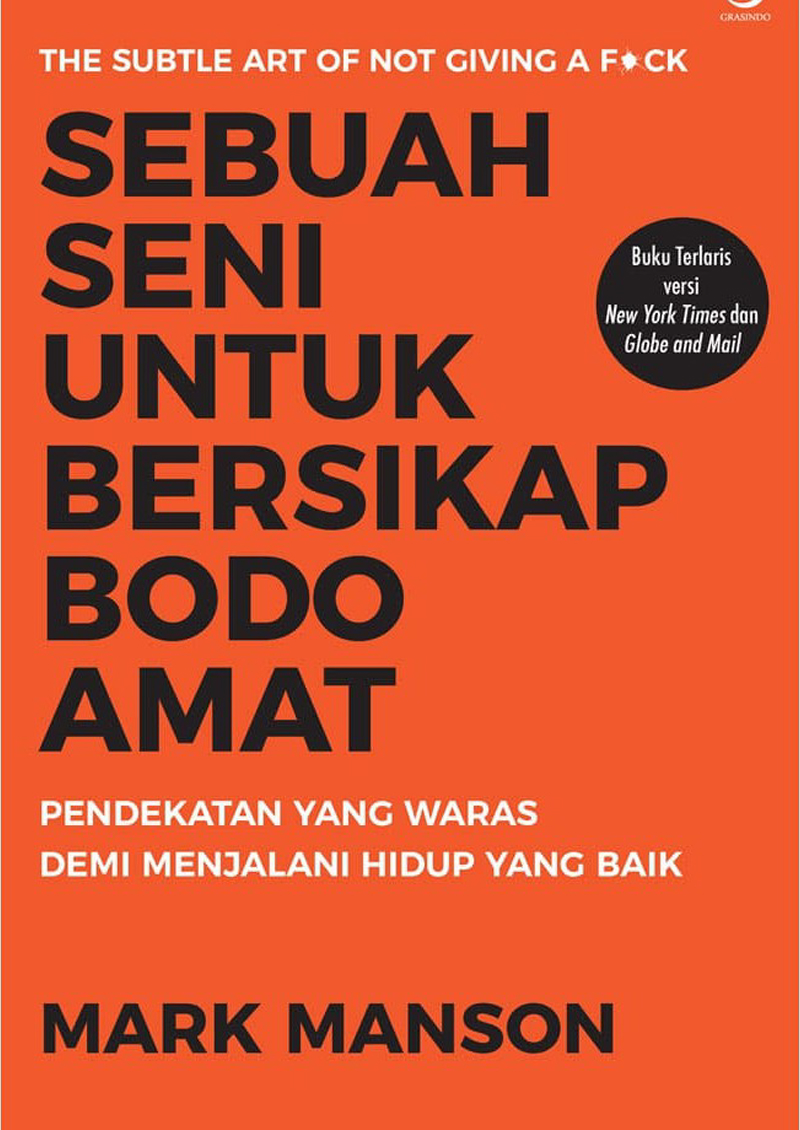 GRASINDO
THE SUBTLE ART OF NOT GIVING A F*CK
SEBUAH
SENI
UNTUK
BERSIKAP
BODO
AMAT
Buku Terlaris
versi
New York Times dan
Globe and Mail
PENDEKATAN YANG WARAS
DEMI MENJALANI HIDUP YANG BAIK
MARK MANSON